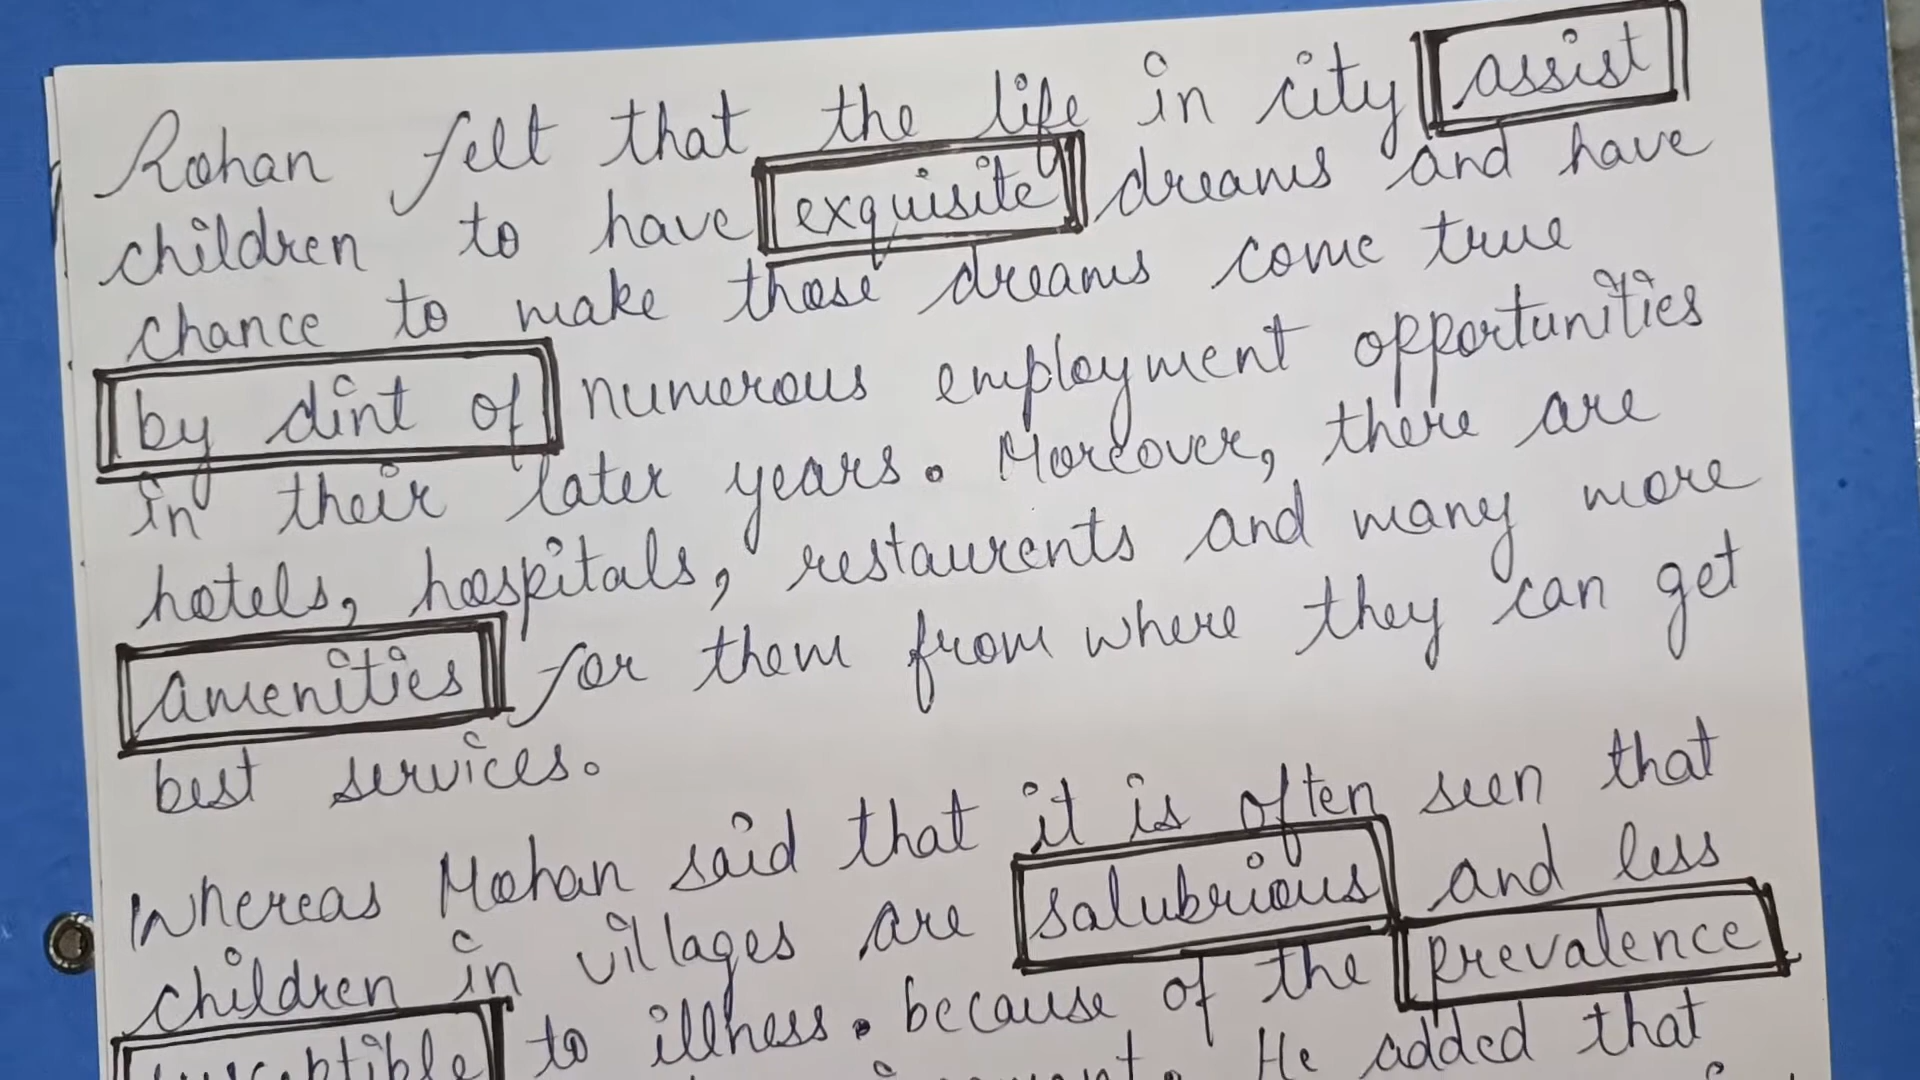 Rohan felt that the life in city assist
children to have exquisite dreams and have
chance to make those dreams come true
by dint of numerous employment opportunities
in their later years. Moreover, there are
hotels, hospitals, restaurents and many more
amenities for them from where they can get
best services.
Whereas Mohan said that it is often seen that
children in villages are salubrious and less
susceptible to illness. because of the prevalence
He added that